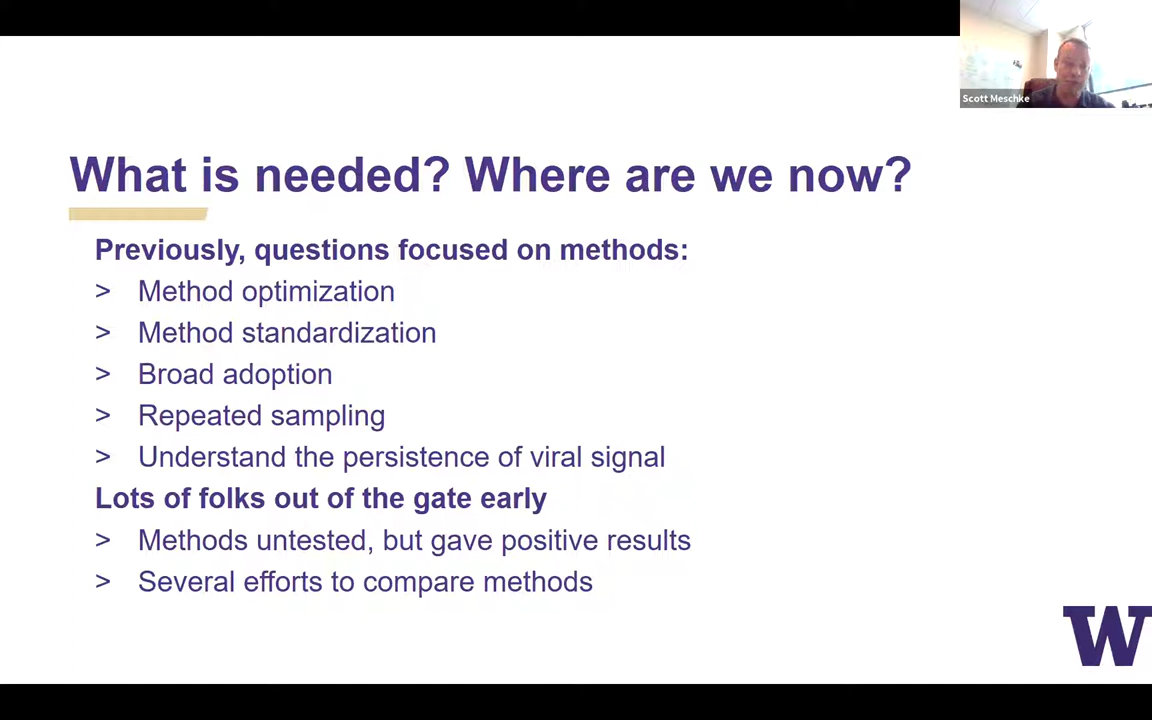 Scott Meschke
What is needed? Where are we now?
Previously, questions focused on methods:
> Method optimization
> Method standardization
> Broad adoption
> Repeated sampling
> Understand the persistence of viral signal
Lots of folks out of the gate early
> Methods untested, but gave positive results
> Several efforts to compare methods
W